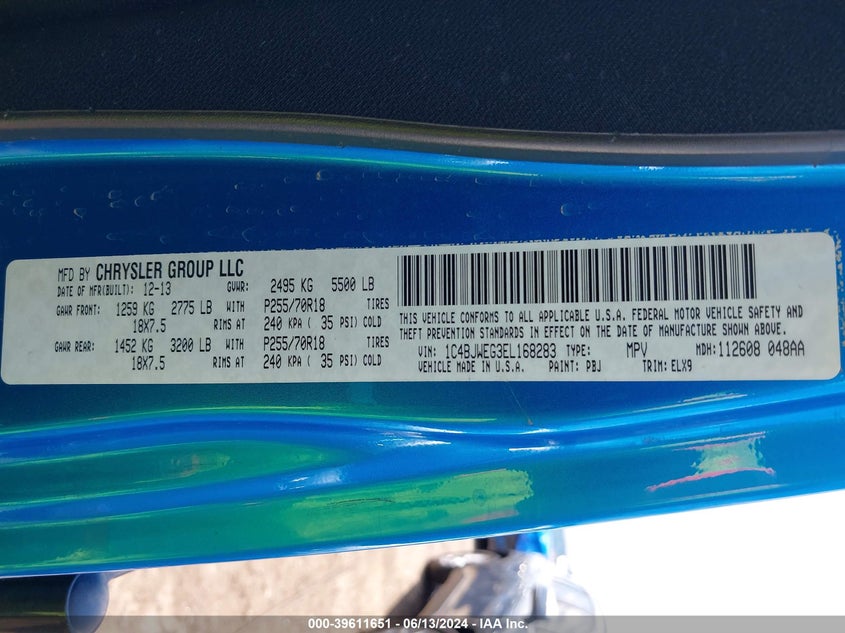 MFD BY CHRYSLER GROUP LLC
DATE OF MFR(BUILT): 12-13 GVWR: 2495 KG 5500 LB
GAWR FRONT: 1259 KG 2775 LB WITH P255/70R18 TIRES
18X7.5 RIMS AT 240 KPA ( 35 PSI) COLD
GAWR REAR: 1452 KG 3200 LB WITH P255/70R18 TIRES
18X7.5 RIMS AT 240 KPA ( 35 PSI) COLD
THIS VEHICLE CONFORMS TO ALL APPLICABLE U.S.A. FEDERAL MOTOR VEHICLE SAFETY AND
THEFT PREVENTION STANDARDS IN EFFECT ON THE DATE OF MANUFACTURE SHOWN ABOVE.
VIN: 1C4BJWEG3EL168283 TYPE: MPV MDH: 112608 048AA
VEHICLE MADE IN U.S.A. PAINT: PBJ TRIM: ELX9
000-39611651 - 06/13/2024 - IAA Inc.